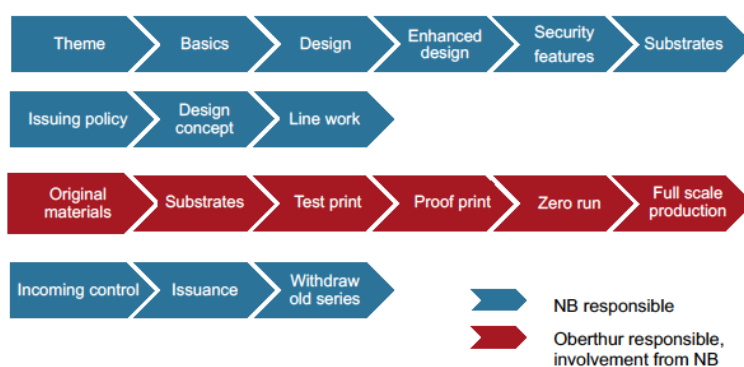 Theme
Basics
Design
Enhanced
design
Security
features
Substrates
Issuing policy
Design
concept
Line work
Original
materials
Substrates
Test print
Proof print
Zero run
Full scale
production
Incoming control
Issuance
Withdraw
old series
NB responsible
Oberthur responsible,
involvement from NB